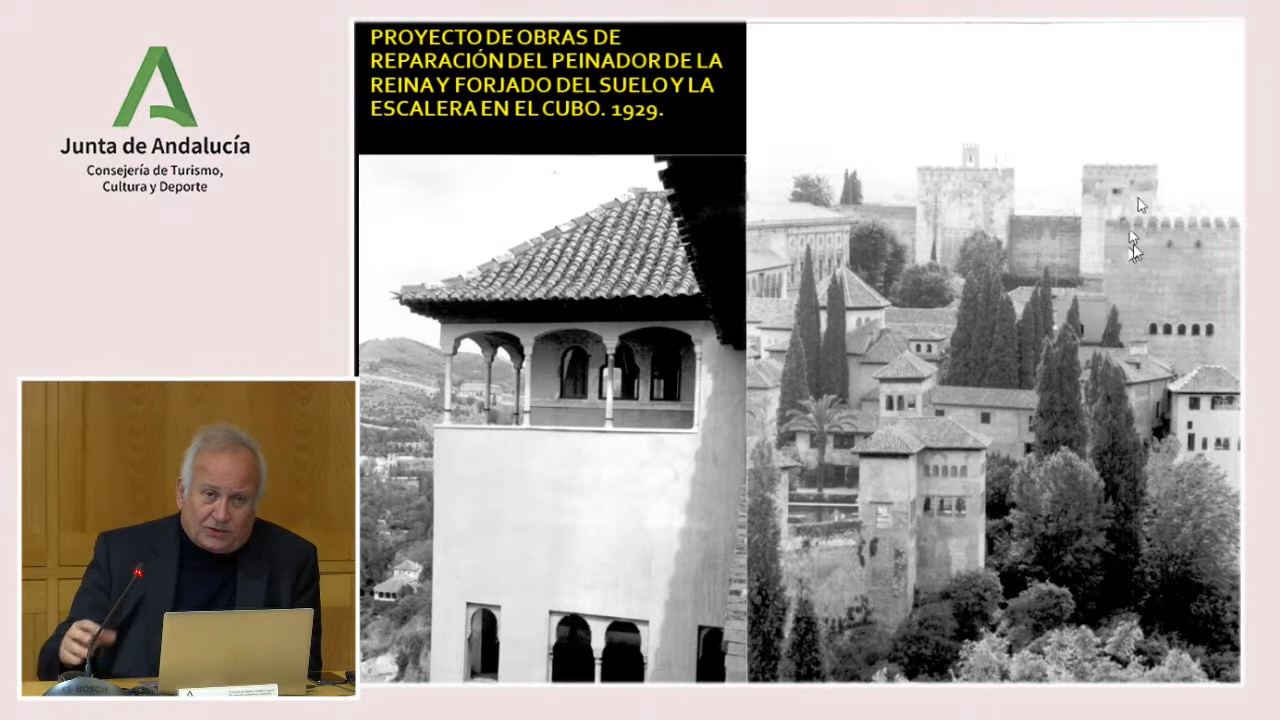 Junta de Andalucía
Consejería de Turismo,
Cultura y Deporte
PROYECTO DE OBRAS DE
REPARACIÓN DEL PEINADOR DE LA
REINA Y FORJADO DEL SUELO Y LA
ESCALERA EN EL CUBO. 1929.
BOSCH